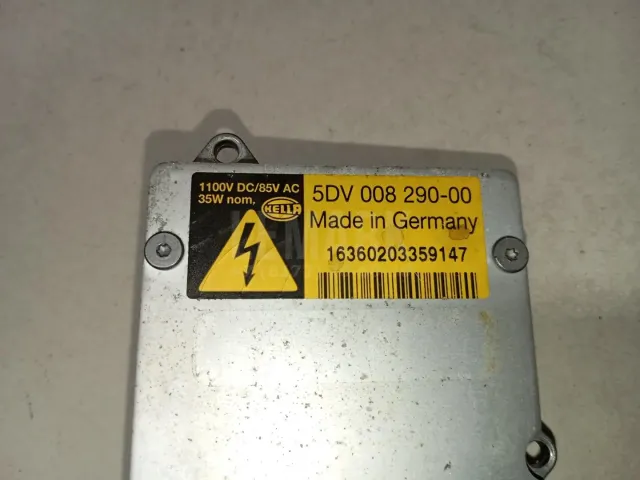 1100V DC/85V AC
35W nom.
HELLA
5DV 008 290-00
Made in Germany
16360203359147